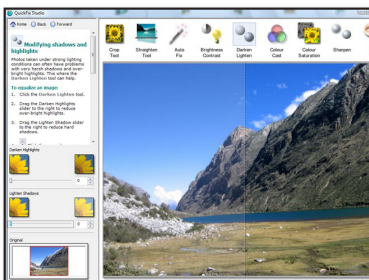 QuickFix Studio
Home Back Forward
Modifying shadows and
highlights
Photos taken under strong lighting
conditions can often have problems
with very harsh shadows and over-
bright highlights. This where the
Darken Lighten tool can help.
To equalize an image:
1. Click the Darken Lighten tool.
2. Drag the Darken Highlights
slider to the right to reduce
over-bright highlights.
3. Drag the Lighten Shadow slider
to the right to reduce hard
shadows.
Darken Highlights
0
Lighten Shadows
0
Original
Crop
Tool
Straighten
Tool
Auto
Fix
Brightness
Contrast
Darken
Lighten
Colour
Cast
Colour
Saturation
Sharpen